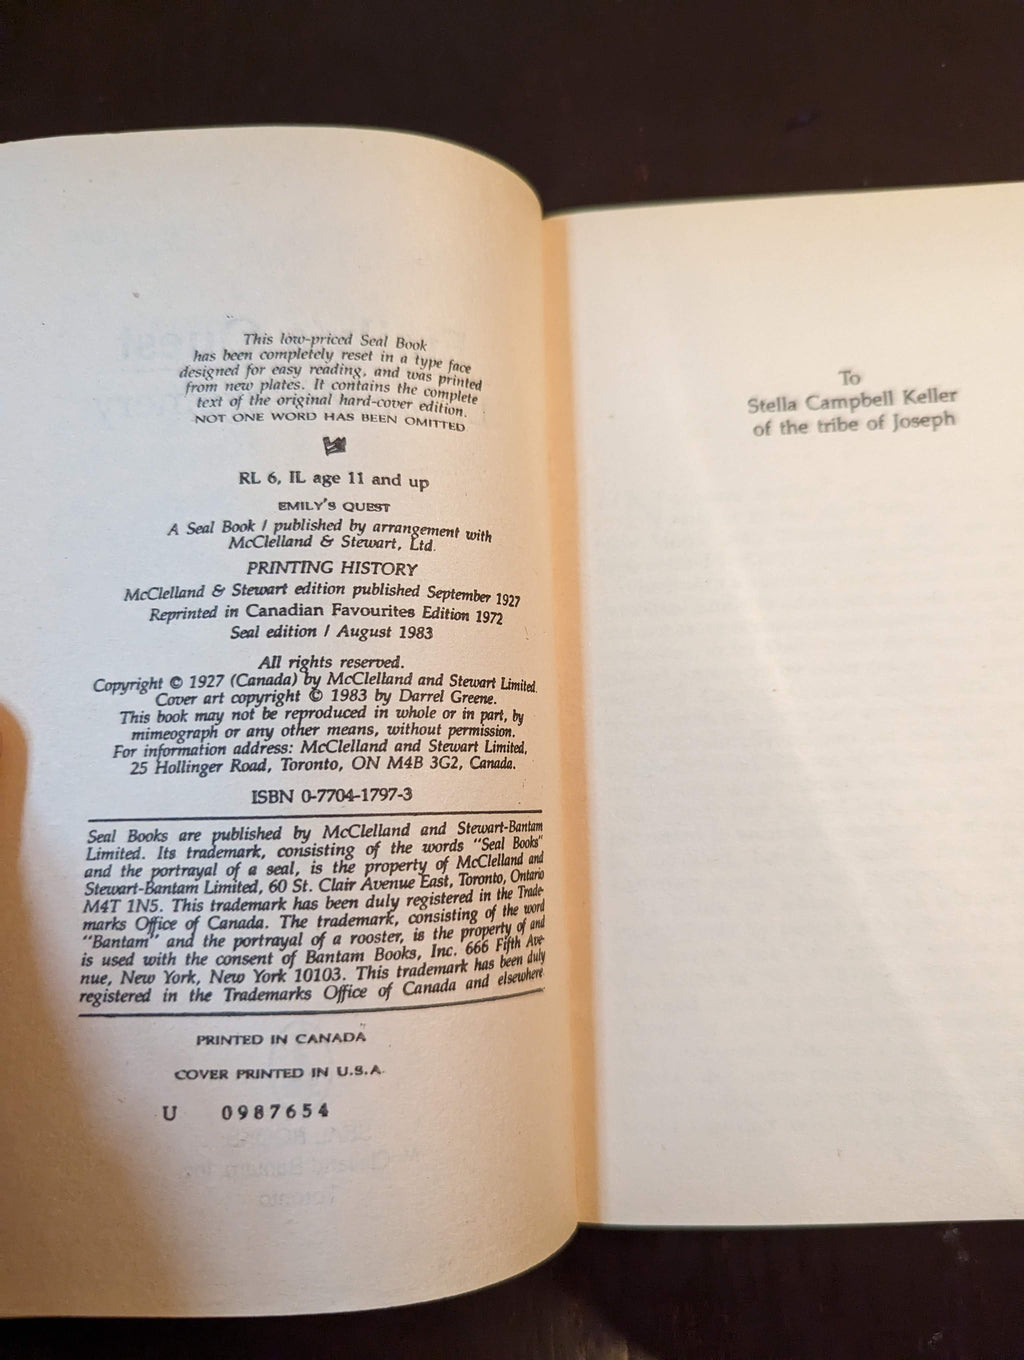 This low-priced Seal Book
has been completely reset in a type face
designed for easy reading, and was printed
from new plates. It contains the complete
text of the original hard-cover edition.
NOT ONE WORD HAS BEEN OMITTED
RL 6, IL age 11 and up
EMILY'S QUEST
A Seal Book / published by arrangement with
McClelland & Stewart, Ltd.
PRINTING HISTORY
McClelland & Stewart edition published September 1927
Reprinted in Canadian Favourites Edition 1972
Seal edition / August 1983
All rights reserved.
Copyright © 1927 (Canada) by McClelland and Stewart Limited.
Cover art copyright © 1983 by Darrel Greene.
This book may not be reproduced in whole or in part, by
mimeograph or any other means, without permission.
For information address: McClelland and Stewart Limited,
25 Hollinger Road, Toronto, ON M4B 3G2, Canada.
ISBN 0-7704-1797-3
Seal Books are published by McClelland and Stewart-Bantam
Limited. Its trademark, consisting of the words "Seal Books"
and the portrayal of a seal, is the property of McClelland and
Stewart-Bantam Limited, 60 St. Clair Avenue East, Toronto, Ontario
M4T 1N5. This trademark has been duly registered in the Trade-
marks Office of Canada. The trademark, consisting of the word
"Bantam" and the portrayal of a rooster, is the property of and
is used with the consent of Bantam Books, Inc. 666 Fifth Ave-
nue, New York, New York 10103. This trademark has been duly
registered in the Trademarks Office of Canada and elsewhere.
PRINTED IN CANADA
COVER PRINTED IN U.S.A.
U 0987654
To
Stella Campbell Keller
of the tribe of Joseph